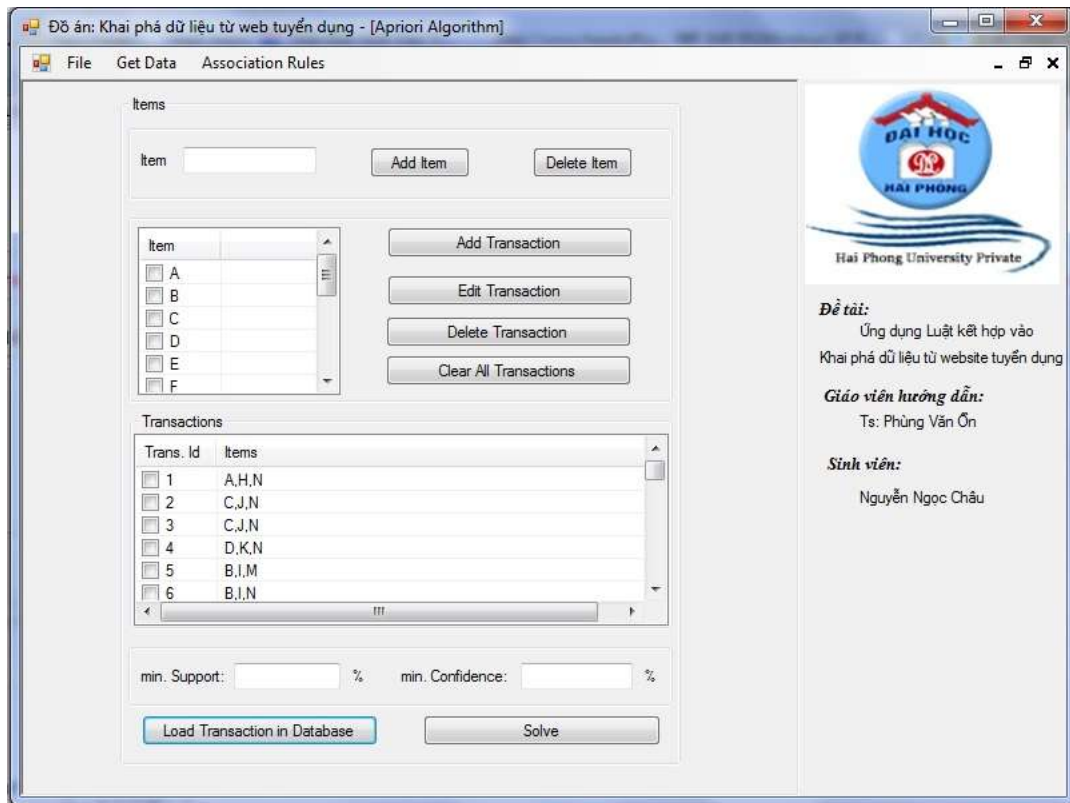 Đồ án: Khai phá dữ liệu từ web tuyển dụng - [Apriori Algorithm]
File Get Data Association Rules
Items
Item Add Item Delete Item
Item
A
B
C
D
E
F
Add Transaction
Edit Transaction
Delete Transaction
Clear All Transactions
Transactions
Trans. Id Items
1 A,H,N
2 C,J,N
3 C,J,N
4 D,K,N
5 B,I,M
6 B,I,N
min. Support: % min. Confidence: %
Load Transaction in Database Solve
ĐẠI HỌC
HAI PHONG
Hai Phong University Private
Đề tài:
Ứng dụng Luật kết hợp vào
Khai phá dữ liệu từ website tuyển dụng
Giáo viên hướng dẫn:
Ts: Phùng Văn Ổn
Sinh viên:
Nguyễn Ngọc Châu